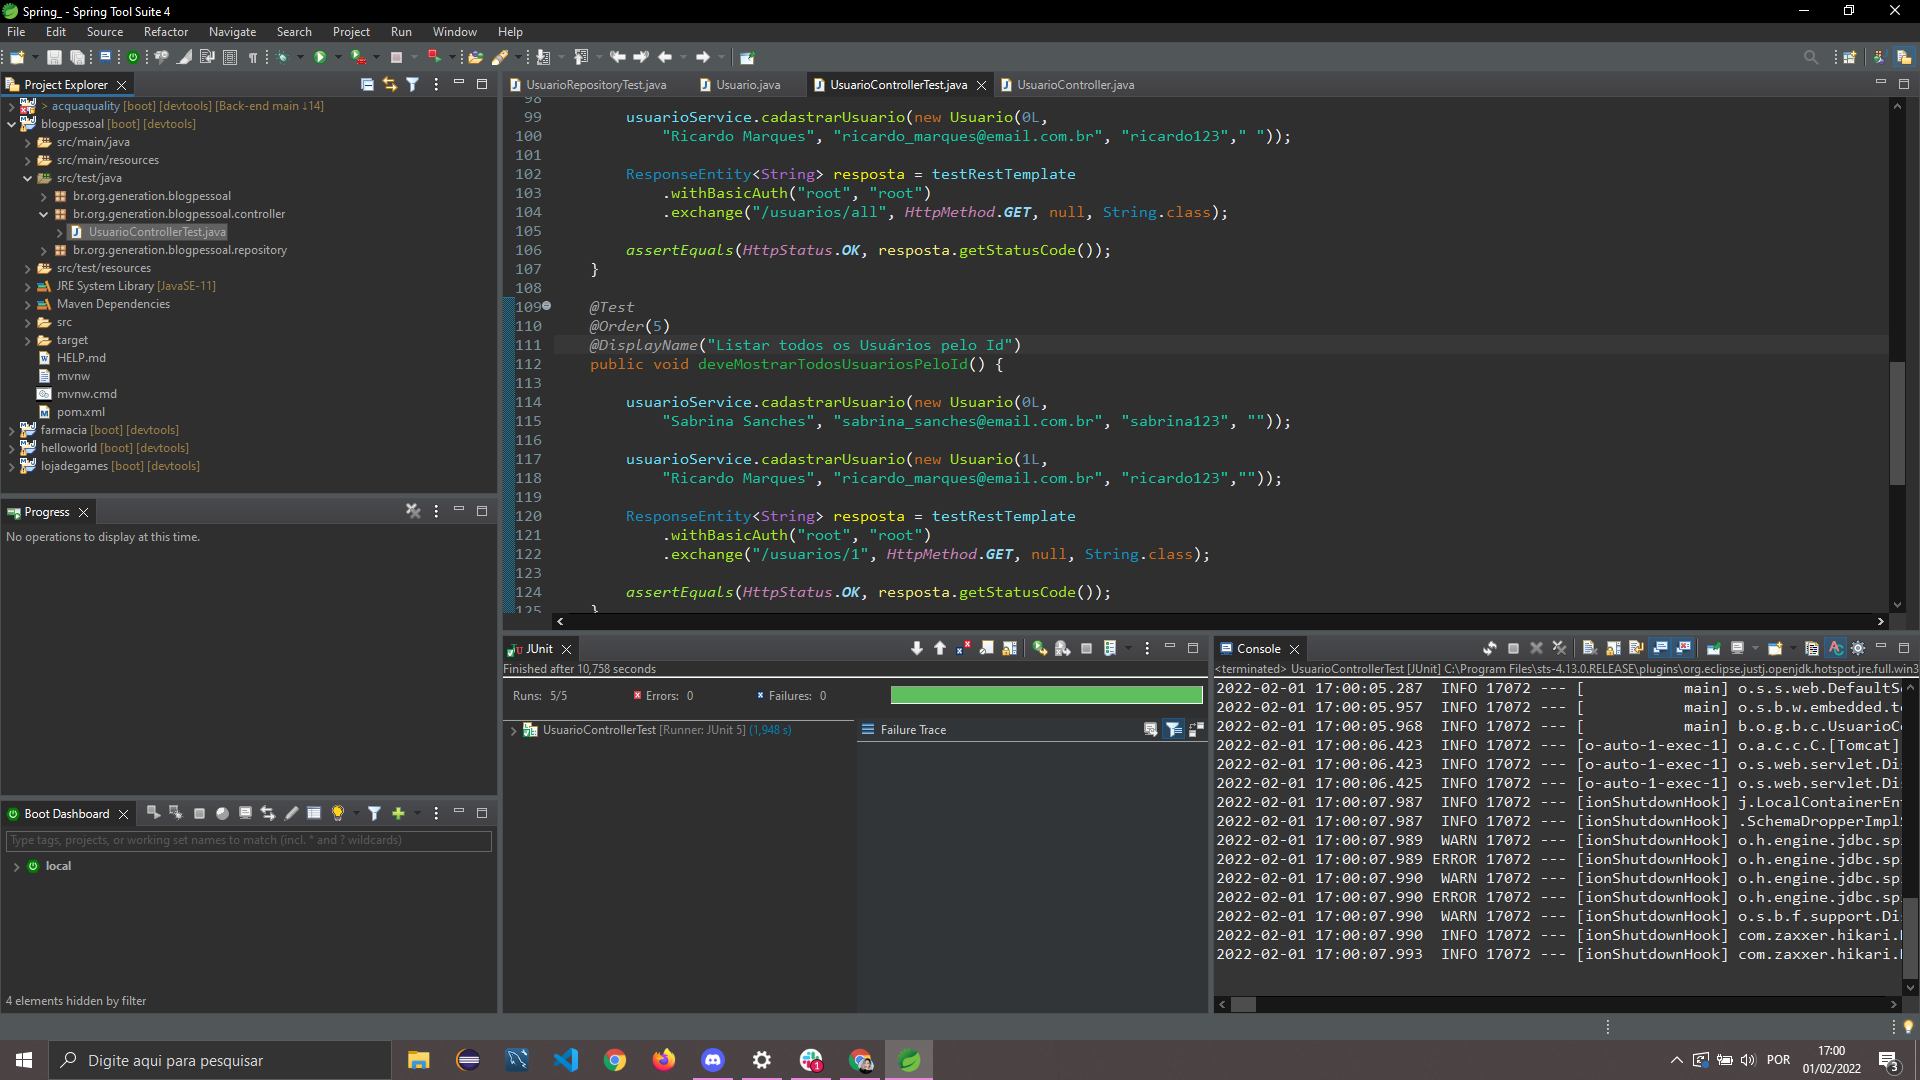 Spring_ - Spring Tool Suite 4
File Edit Source Refactor Navigate Search Project Run Window Help
Project Explorer
> acquaquality [boot] [devtools] [Back-end main ↓14]
blogpessoal [boot] [devtools]
src/main/java
src/main/resources
src/test/java
br.org.generation.blogpessoal
br.org.generation.blogpessoal.controller
UsuarioControllerTest.java
br.org.generation.blogpessoal.repository
src/test/resources
JRE System Library [JavaSE-11]
Maven Dependencies
src
target
HELP.md
mvnw
mvnw.cmd
pom.xml
farmacia [boot] [devtools]
helloworld [boot] [devtools]
lojadegames [boot] [devtools]
Progress
No operations to display at this time.
Boot Dashboard
Type tags, projects, or working set names to match (incl. * and ? wildcards)
local
4 elements hidden by filter
UsuarioRepositoryTest.java Usuario.java UsuarioControllerTest.java UsuarioController.java
98
99 usuarioService.cadastrarUsuario(new Usuario(0L,
100 "Ricardo Marques", "ricardo_marques@email.com.br", "ricardo123"," "));
101
102 ResponseEntity<String> resposta = testRestTemplate
103 .withBasicAuth("root", "root")
104 .exchange("/usuarios/all", HttpMethod.GET, null, String.class);
105
106 assertEquals(HttpStatus.OK, resposta.getStatusCode());
107 }
108
109 @Test
110 @Order(5)
111 @DisplayName("Listar todos os Usuários pelo Id")
112 public void deveMostrarTodosUsuariosPeloId() {
113
114 usuarioService.cadastrarUsuario(new Usuario(0L,
115 "Sabrina Sanches", "sabrina_sanches@email.com.br", "sabrina123", ""));
116
117 usuarioService.cadastrarUsuario(new Usuario(1L,
118 "Ricardo Marques", "ricardo_marques@email.com.br", "ricardo123",""));
119
120 ResponseEntity<String> resposta = testRestTemplate
121 .withBasicAuth("root", "root")
122 .exchange("/usuarios/1", HttpMethod.GET, null, String.class);
123
124 assertEquals(HttpStatus.OK, resposta.getStatusCode());
125 }
JUnit
Finished after 10,758 seconds
Runs: 5/5 Errors: 0 Failures: 0
UsuarioControllerTest [Runner: JUnit 5] (1,948 s)
Failure Trace
Console
<terminated> UsuarioControllerTest [JUnit] C:\Program Files\sts-4.13.0.RELEASE\plugins\org.eclipse.justj.openjdk.hotspot.jre.full.win3
2022-02-01 17:00:05.287 INFO 17072 --- [ main] o.s.s.web.DefaultSe
2022-02-01 17:00:05.957 INFO 17072 --- [ main] o.s.b.w.embedded.to
2022-02-01 17:00:05.968 INFO 17072 --- [ main] b.o.g.b.c.UsuarioCo
2022-02-01 17:00:06.423 INFO 17072 --- [o-auto-1-exec-1] o.a.c.c.C.[Tomcat]
2022-02-01 17:00:06.423 INFO 17072 --- [o-auto-1-exec-1] o.s.web.servlet.Dis
2022-02-01 17:00:06.425 INFO 17072 --- [o-auto-1-exec-1] o.s.web.servlet.Dis
2022-02-01 17:00:07.987 INFO 17072 --- [ionShutdownHook] j.LocalContainerEnt
2022-02-01 17:00:07.987 INFO 17072 --- [ionShutdownHook] .SchemaDropperImplS
2022-02-01 17:00:07.989 WARN 17072 --- [ionShutdownHook] o.h.engine.jdbc.spi
2022-02-01 17:00:07.989 ERROR 17072 --- [ionShutdownHook] o.h.engine.jdbc.spi
2022-02-01 17:00:07.990 WARN 17072 --- [ionShutdownHook] o.h.engine.jdbc.spi
2022-02-01 17:00:07.990 ERROR 17072 --- [ionShutdownHook] o.h.engine.jdbc.spi
2022-02-01 17:00:07.990 WARN 17072 --- [ionShutdownHook] o.s.b.f.support.Dis
2022-02-01 17:00:07.990 INFO 17072 --- [ionShutdownHook] com.zaxxer.hikari.H
2022-02-01 17:00:07.993 INFO 17072 --- [ionShutdownHook] com.zaxxer.hikari.H
Digite aqui para pesquisar
1
POR
17:00
01/02/2022
3